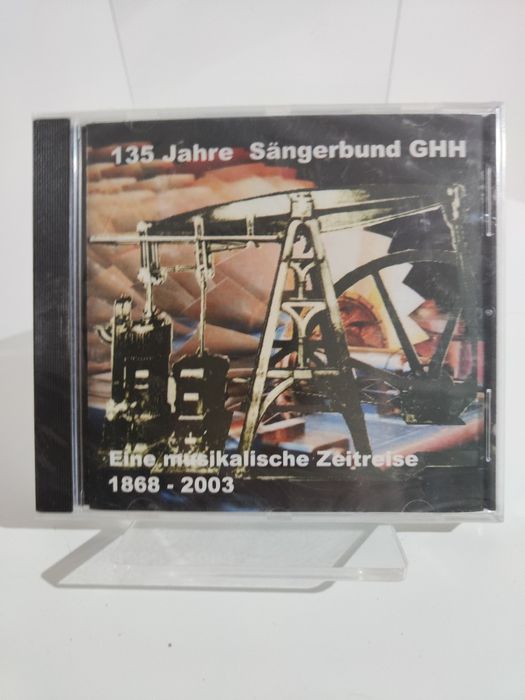 135 Jahre Sängerbund GHH
Eine musikalische Zeitreise
1868 - 2003